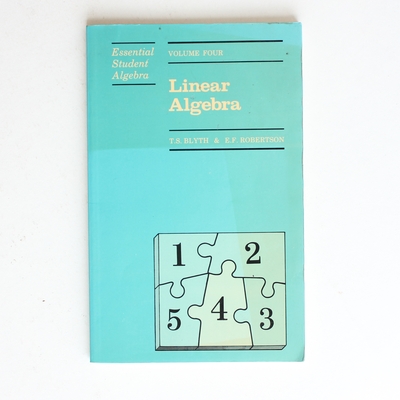 Essential
Student
Algebra
VOLUME FOUR
Linear
Algebra
T.S. BLYTH & E.F. ROBERTSON
1
2
5
4
3